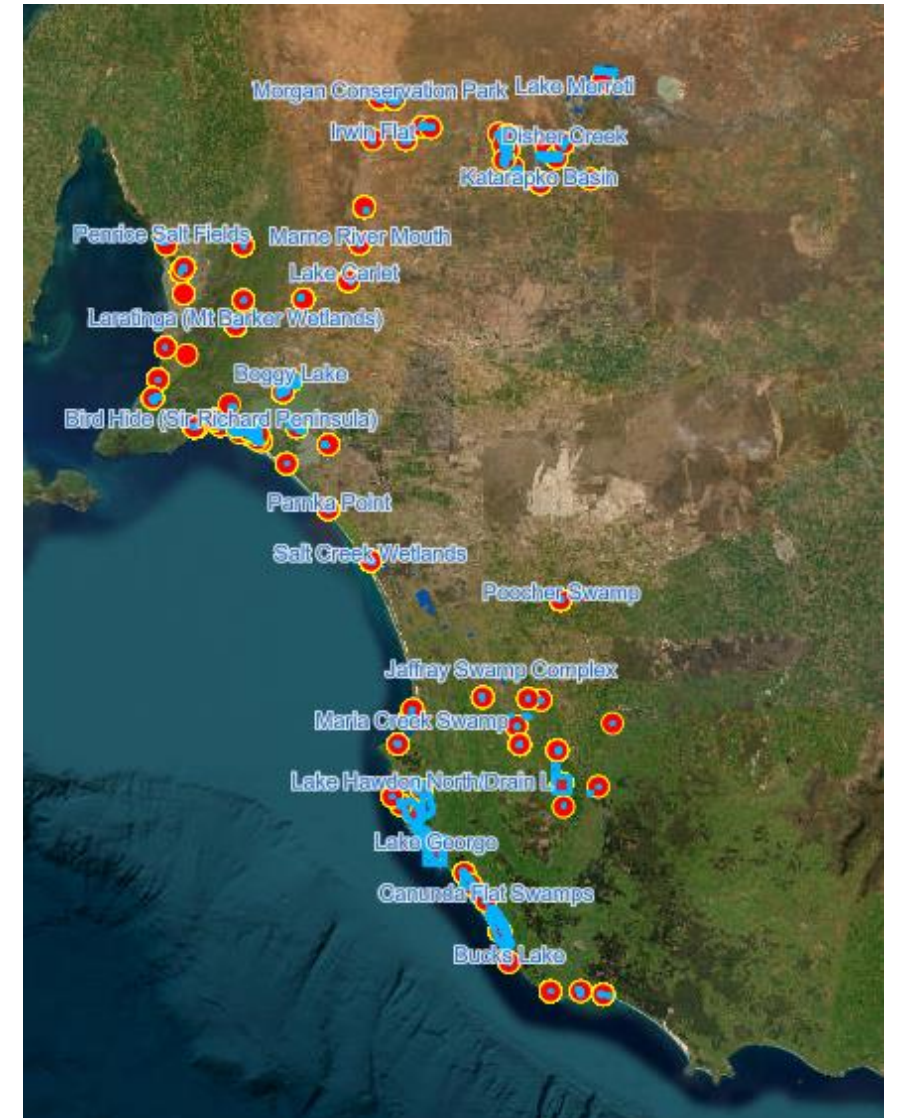 Morgan Conservation Park
Lake Merreti
Irwin Flat
Disher Creek
Katarapko Basin
Penrice Salt Fields
Marne River Mouth
Lake Carlet
Laratinga (Mt Barker Wetlands)
Boggy Lake
Bird Hide (Sir Richard Peninsula)
Parnka Point
Salt Creek Wetlands
Poocher Swamp
Jaffray Swamp Complex
Maria Creek Swamp
Lake Hawdon North/Drain L
Lake George
Canunda Flat Swamps
Bucks Lake